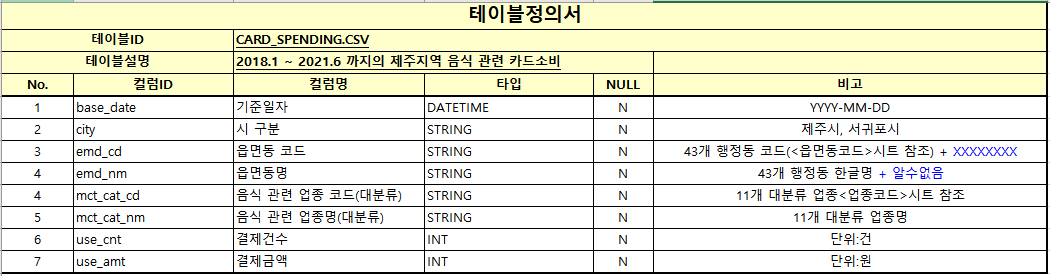 테이블정의서
테이블ID CARD_SPENDING.CSV
테이블설명 2018.1 ~ 2021.6 까지의 제주지역 음식 관련 카드소비
No. 컬럼ID 컬럼명 타입 NULL 비고
1 base_date 기준일자 DATETIME N YYYY-MM-DD
2 city 시 구분 STRING N 제주시, 서귀포시
3 emd_cd 읍면동 코드 STRING N 43개 행정동 코드(<읍면동코드>시트 참조) + XXXXXXXX
4 emd_nm 읍면동명 STRING N 43개 행정동 한글명 + 알수없음
4 mct_cat_cd 음식 관련 업종 코드(대분류) STRING N 11개 대분류 업종<업종코드>시트 참조
5 mct_cat_nm 음식 관련 업종명(대분류) STRING N 11개 대분류 업종명
6 use_cnt 결제건수 INT N 단위:건
7 use_amt 결제금액 INT N 단위:원